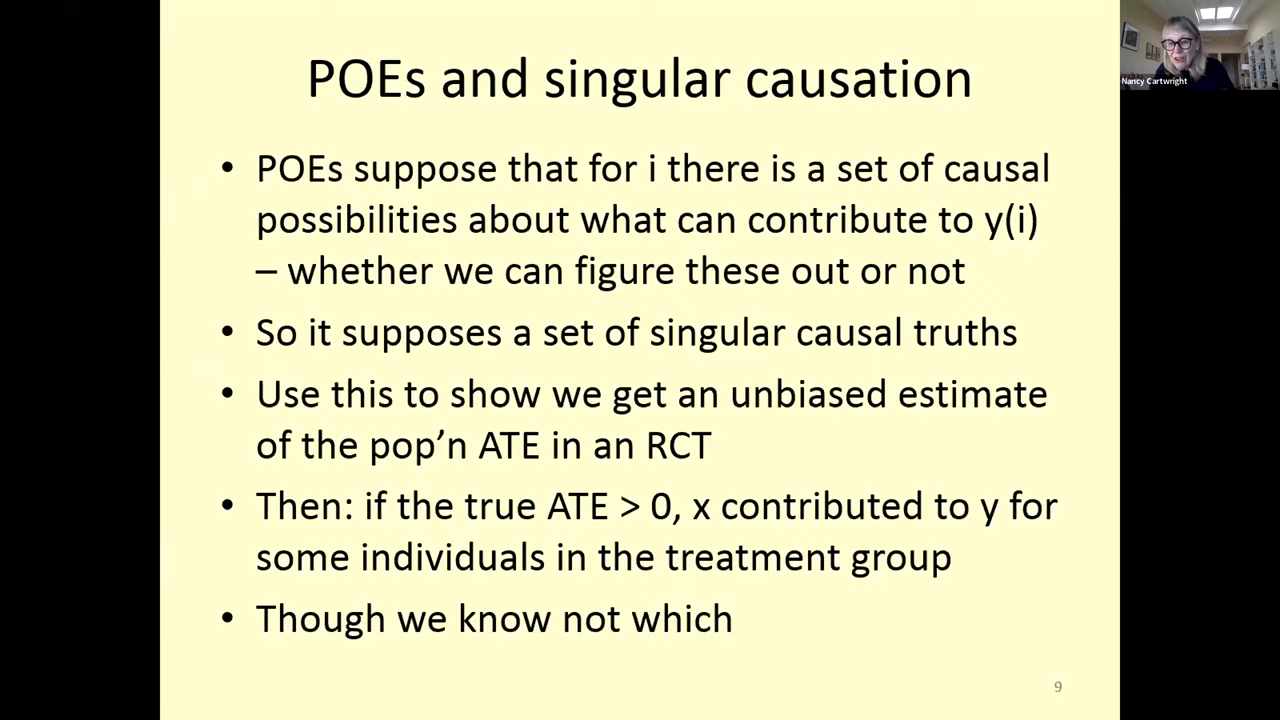 POEs and singular causation
Nancy Cartwright
• POEs suppose that for i there is a set of causal
possibilities about what can contribute to y(i)
– whether we can figure these out or not
• So it supposes a set of singular causal truths
• Use this to show we get an unbiased estimate
of the pop’n ATE in an RCT
• Then: if the true ATE > 0, x contributed to y for
some individuals in the treatment group
• Though we know not which
9